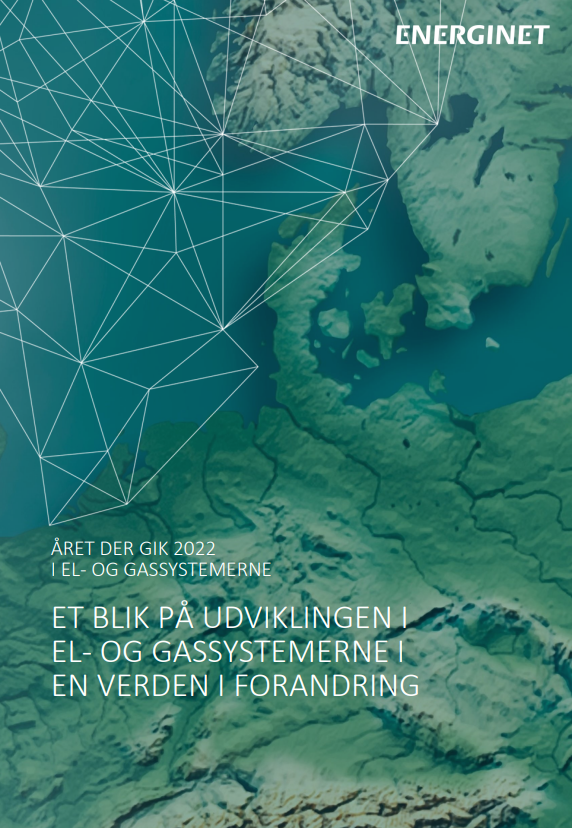 ENERGINET
ÅRET DER GIK 2022
I EL- OG GASSYSTEMERNE
ET BLIK PÅ UDVIKLINGEN I
EL- OG GASSYSTEMERNE I
EN VERDEN I FORANDRING